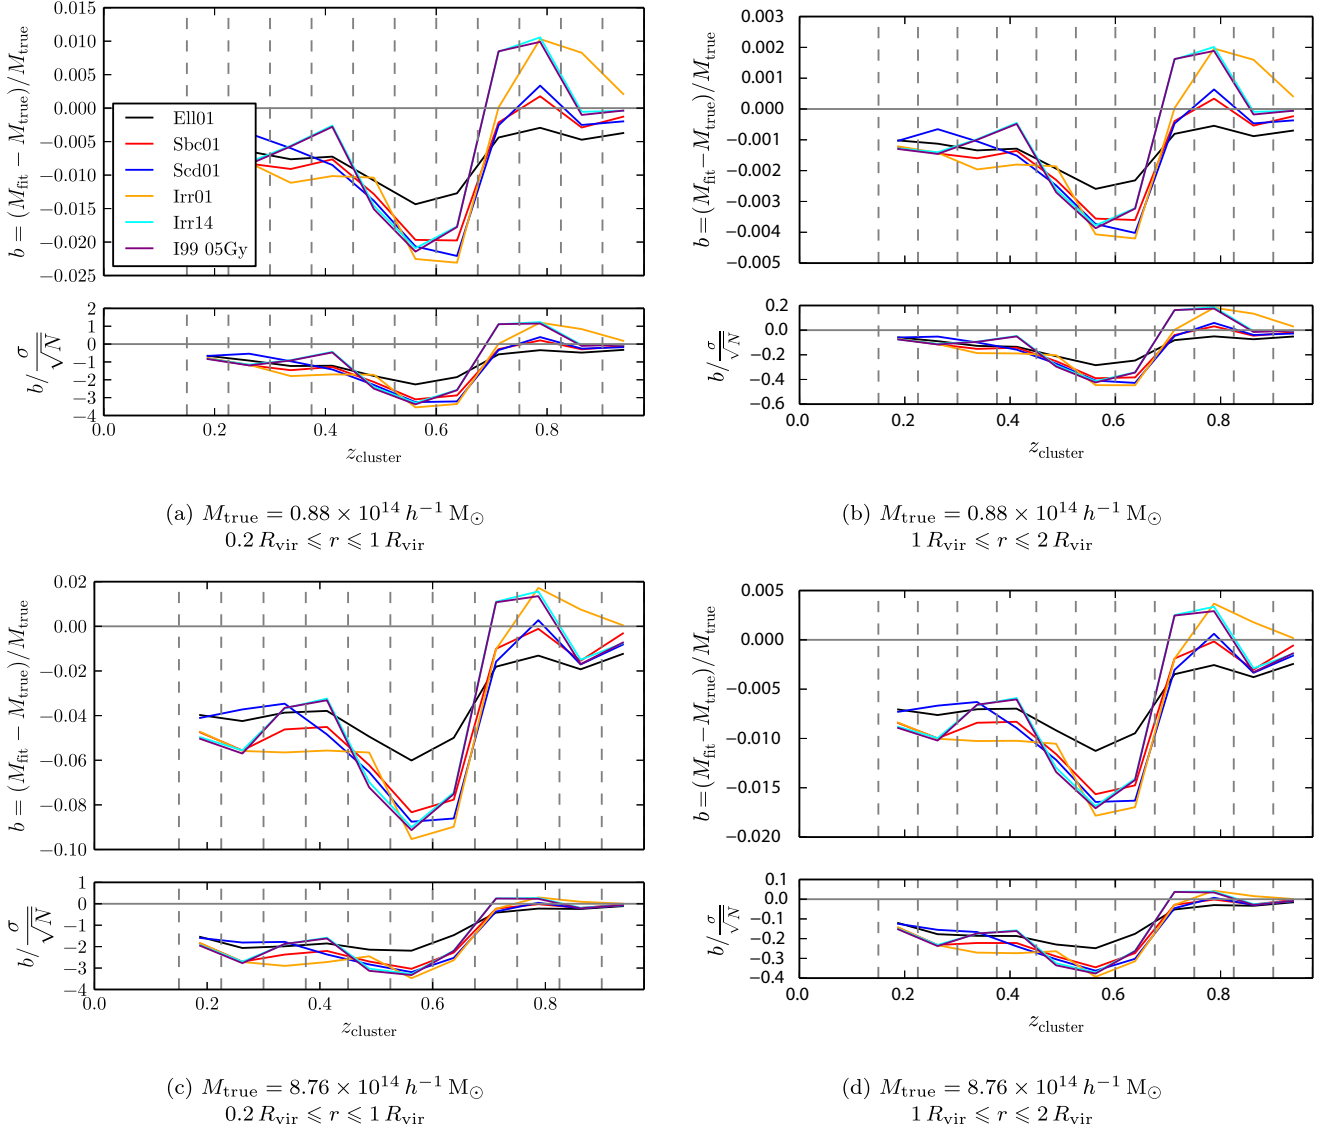 0.015
0.010
0.005
0.000
−0.005
−0.010
−0.015
−0.020
−0.025
b = (M_fit − M_true)/M_true
Ell01
Sbc01
Scd01
Irr01
Irr14
I99 05Gy
2
1
0
−1
−2
−3
−4
b/ σ/√N
0.0 0.2 0.4 0.6 0.8
z_cluster
(a) M_true = 0.88 × 10^14 h^−1 M_⊙
0.2 R_vir ⩽ r ⩽ 1 R_vir
0.003
0.002
0.001
0.000
−0.001
−0.002
−0.003
−0.004
−0.005
b = (M_fit − M_true)/M_true
0.2
0.0
−0.2
−0.4
−0.6
b/ σ/√N
0.0 0.2 0.4 0.6 0.8
z_cluster
(b) M_true = 0.88 × 10^14 h^−1 M_⊙
1 R_vir ⩽ r ⩽ 2 R_vir
0.02
0.00
−0.02
−0.04
−0.06
−0.08
−0.10
b = (M_fit − M_true)/M_true
1
0
−1
−2
−3
−4
b/ σ/√N
0.0 0.2 0.4 0.6 0.8
z_cluster
(c) M_true = 8.76 × 10^14 h^−1 M_⊙
0.2 R_vir ⩽ r ⩽ 1 R_vir
0.005
0.000
−0.005
−0.010
−0.015
−0.020
b = (M_fit − M_true)/M_true
0.1
0.0
−0.1
−0.2
−0.3
−0.4
b/ σ/√N
0.0 0.2 0.4 0.6 0.8
z_cluster
(d) M_true = 8.76 × 10^14 h^−1 M_⊙
1 R_vir ⩽ r ⩽ 2 R_vir